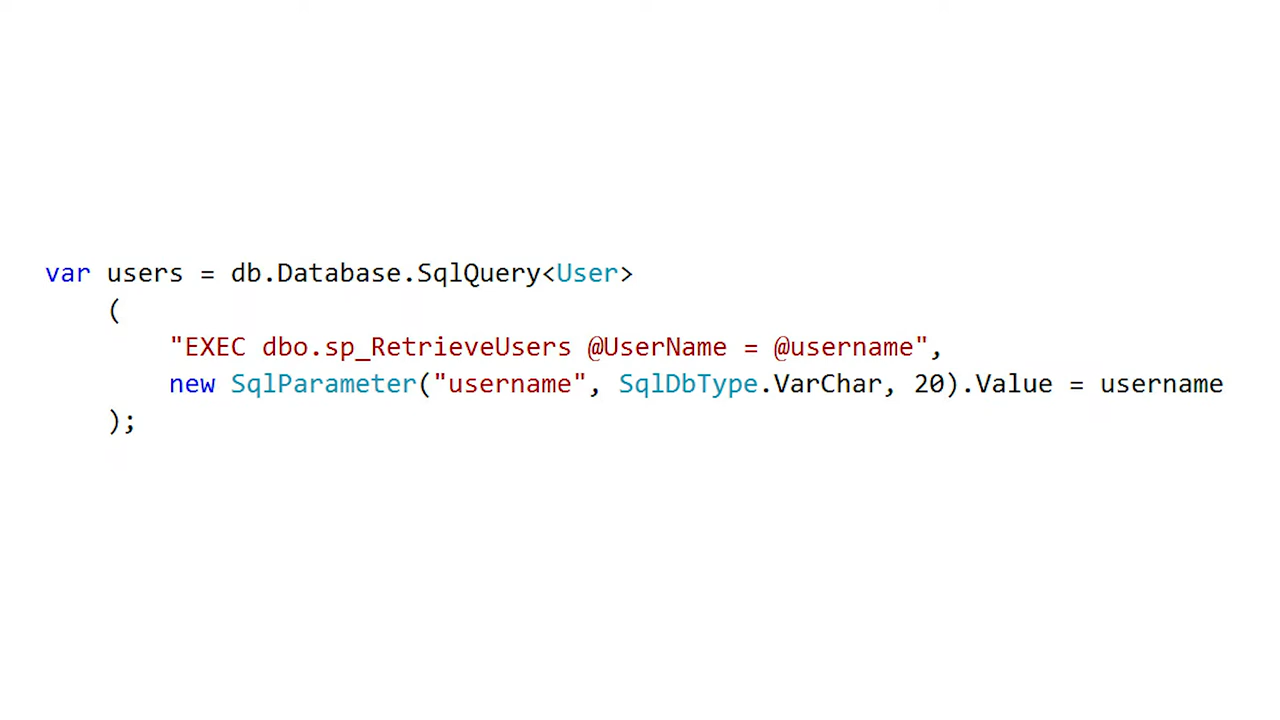 var users = db.Database.SqlQuery<User>
(
"EXEC dbo.sp_RetrieveUsers @UserName = @username",
new SqlParameter("username", SqlDbType.VarChar, 20).Value = username
);